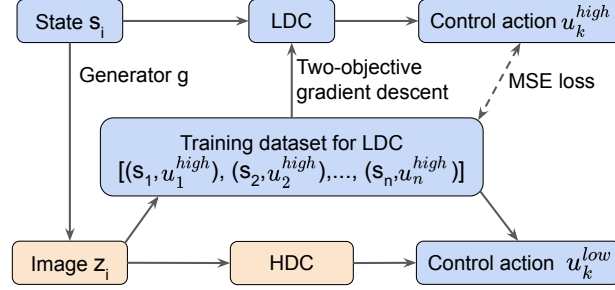 State s_i
LDC
Control action u_k^{high}
Generator g
Two-objective
gradient descent
MSE loss
Training dataset for LDC
[(s_1,u_1^{high}), (s_2,u_2^{high}),..., (s_n,u_n^{high})]
Image z_i
HDC
Control action u_k^{low}